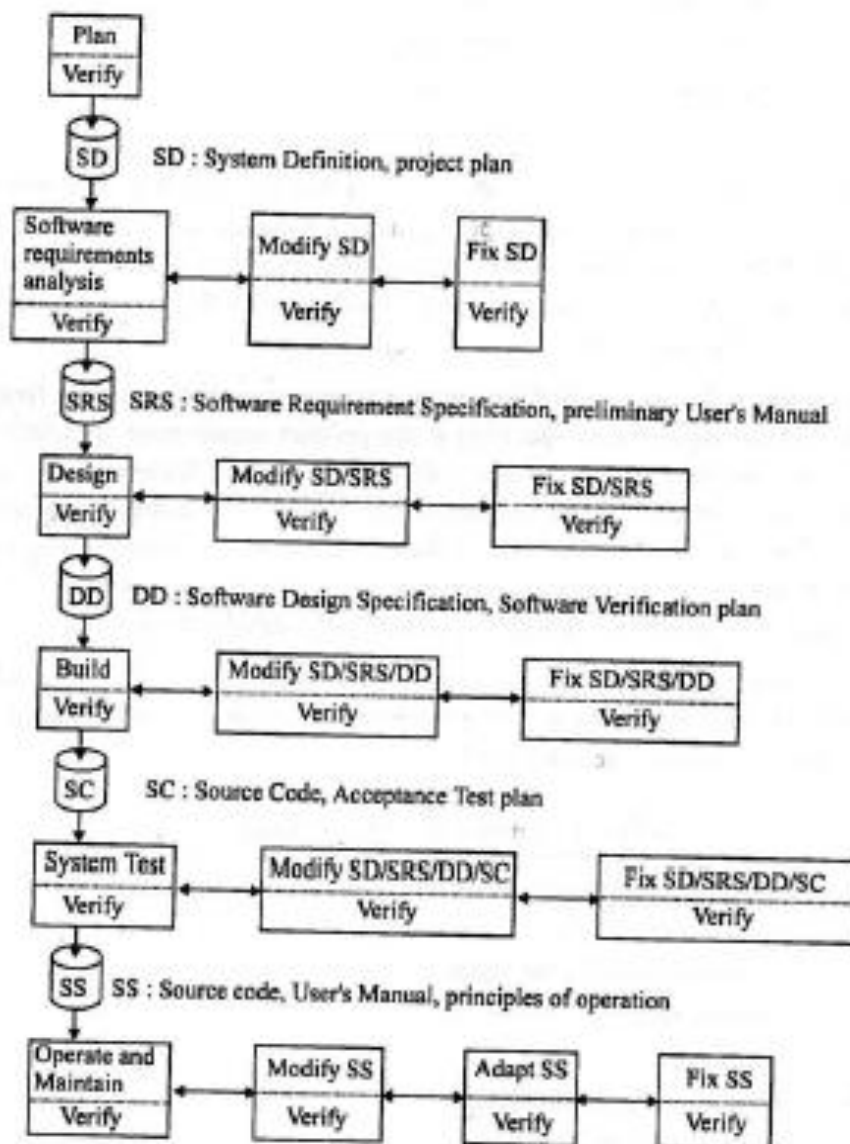 Plan
Verify
SD
SD : System Definition, project plan
Software
requirements
analysis
Verify
Modify SD
Verify
Fix SD
Verify
SRS
SRS : Software Requirement Specification, preliminary User's Manual
Design
Verify
Modify SD/SRS
Verify
Fix SD/SRS
Verify
DD
DD : Software Design Specification, Software Verification plan
Build
Verify
Modify SD/SRS/DD
Verify
Fix SD/SRS/DD
Verify
SC
SC : Source Code, Acceptance Test plan
System Test
Verify
Modify SD/SRS/DD/SC
Verify
Fix SD/SRS/DD/SC
Verify
SS
SS : Source code, User's Manual, principles of operation
Operate and
Maintain
Verify
Modify SS
Verify
Adapt SS
Verify
Fix SS
Verify